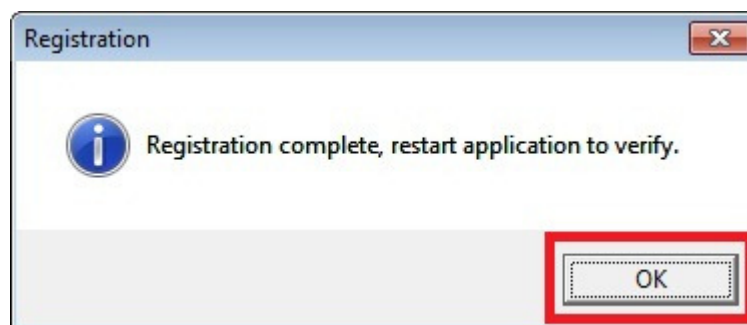 Registration
Registration complete, restart application to verify.
OK